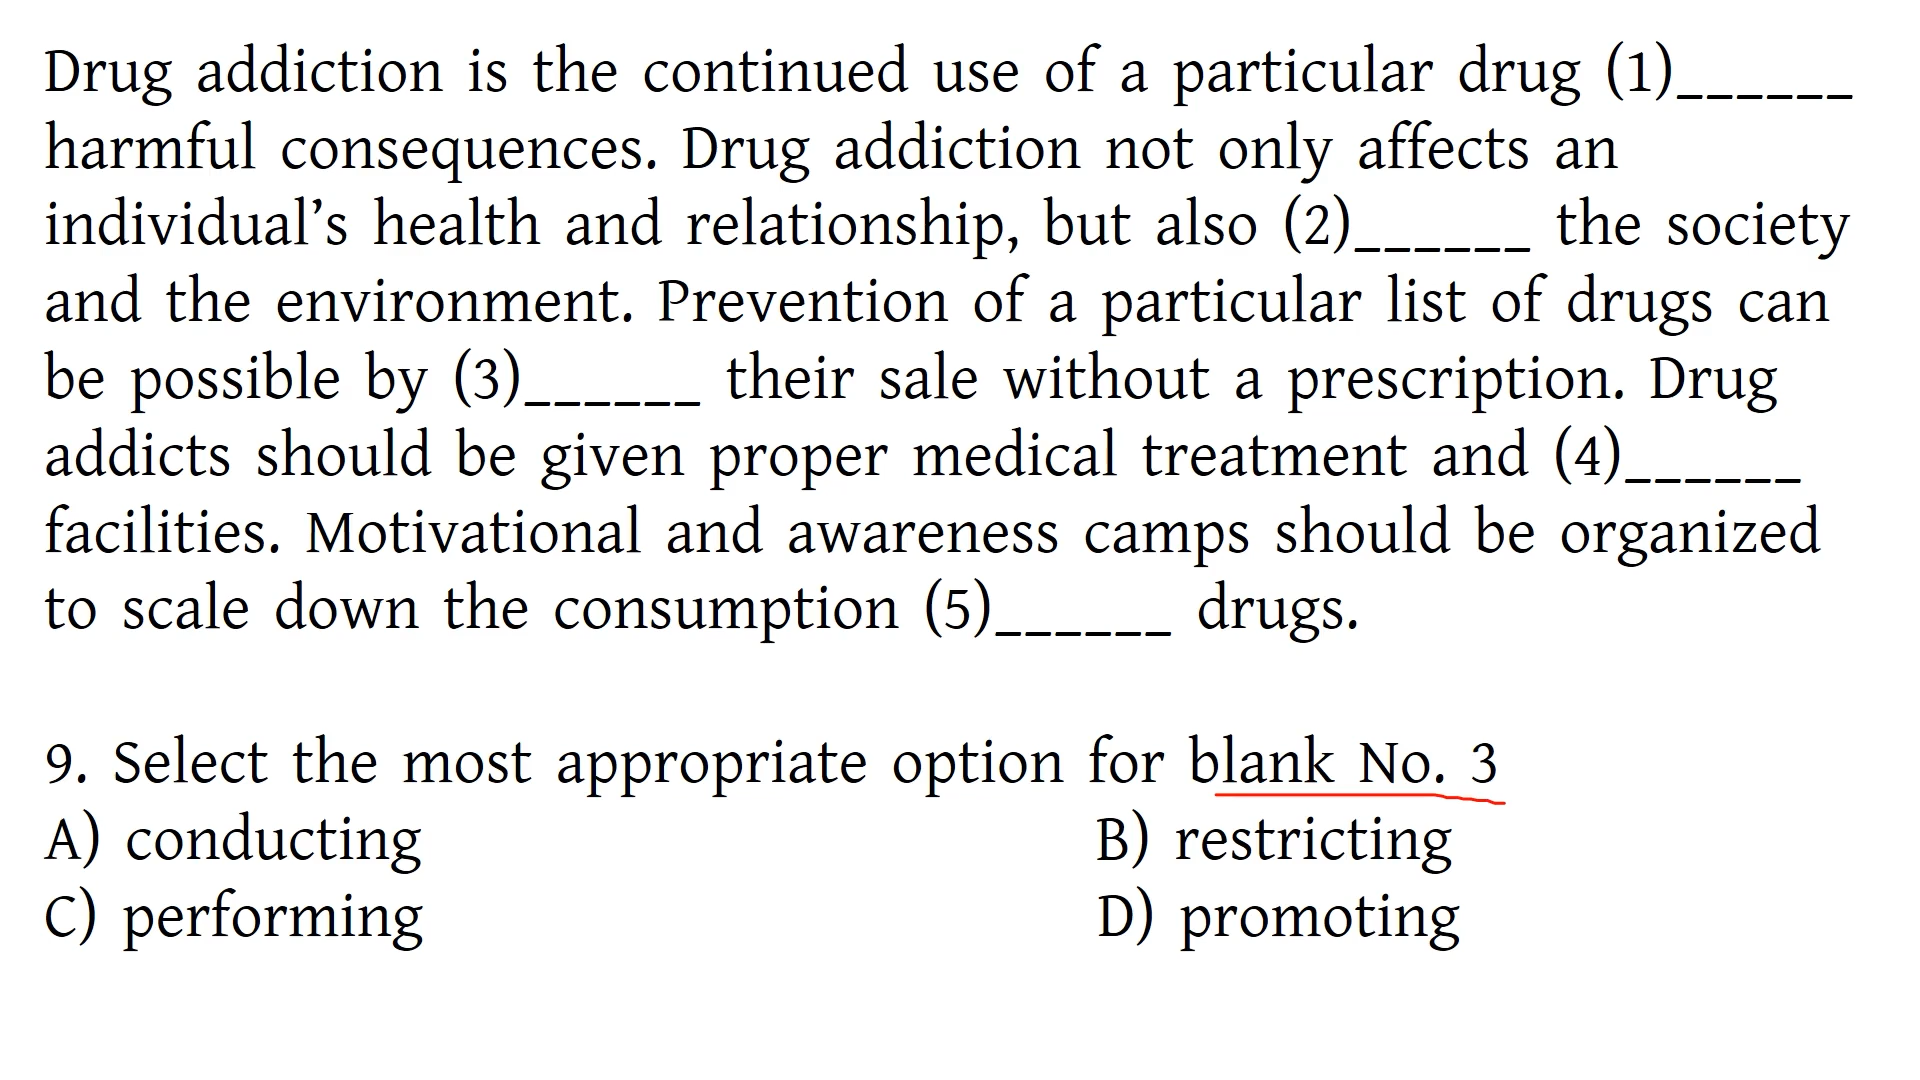 Drug addiction is the continued use of a particular drug (1)______
harmful consequences. Drug addiction not only affects an
individual’s health and relationship, but also (2)______ the society
and the environment. Prevention of a particular list of drugs can
be possible by (3)______ their sale without a prescription. Drug
addicts should be given proper medical treatment and (4)______
facilities. Motivational and awareness camps should be organized
to scale down the consumption (5)______ drugs.
9. Select the most appropriate option for blank No. 3
A) conducting B) restricting
C) performing D) promoting